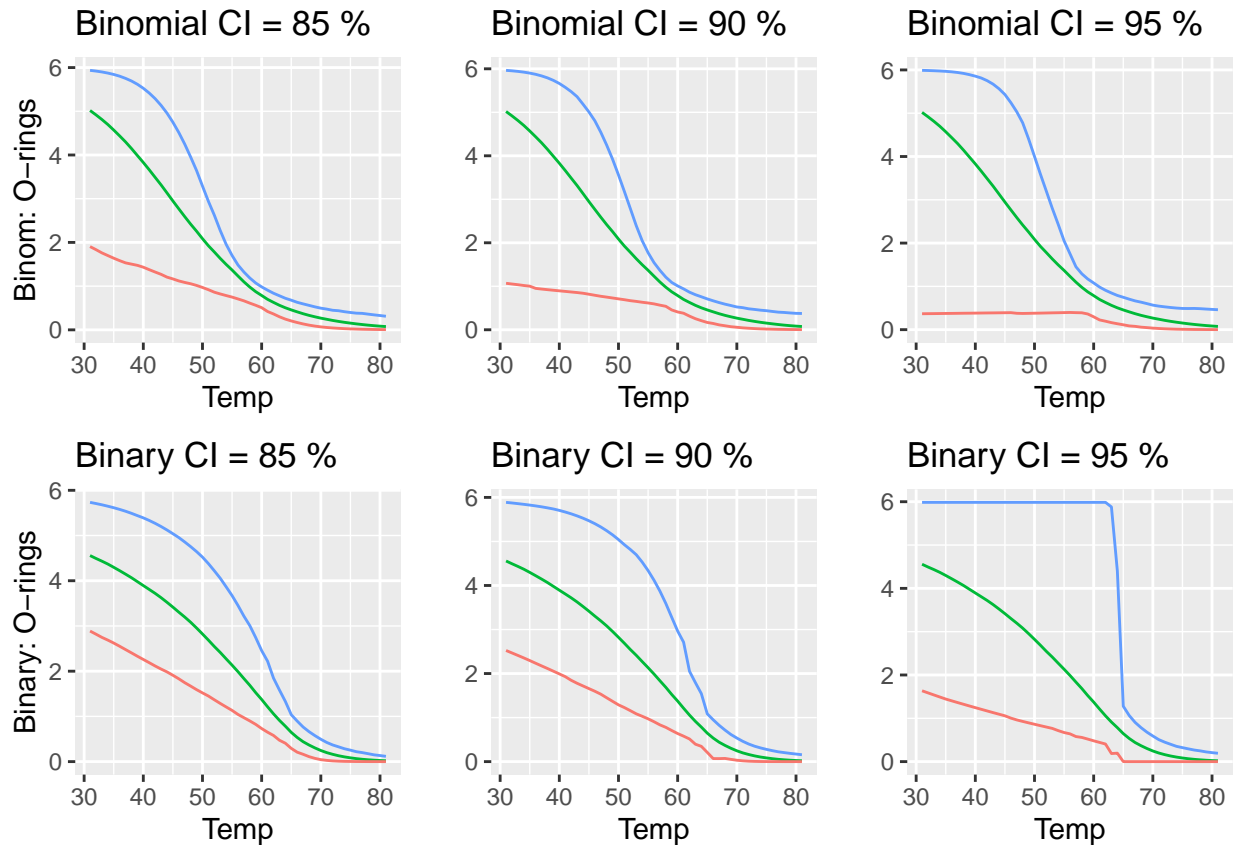 Binomial CI = 85 %
Binomial CI = 90 %
Binomial CI = 95 %
Binom: O−rings
6
4
2
0
6
4
2
0
6
4
2
0
30 40 50 60 70 80
30 40 50 60 70 80
30 40 50 60 70 80
Temp
Temp
Temp
Binary CI = 85 %
Binary CI = 90 %
Binary CI = 95 %
Binary: O−rings
6
4
2
0
6
4
2
0
6
4
2
0
30 40 50 60 70 80
30 40 50 60 70 80
30 40 50 60 70 80
Temp
Temp
Temp